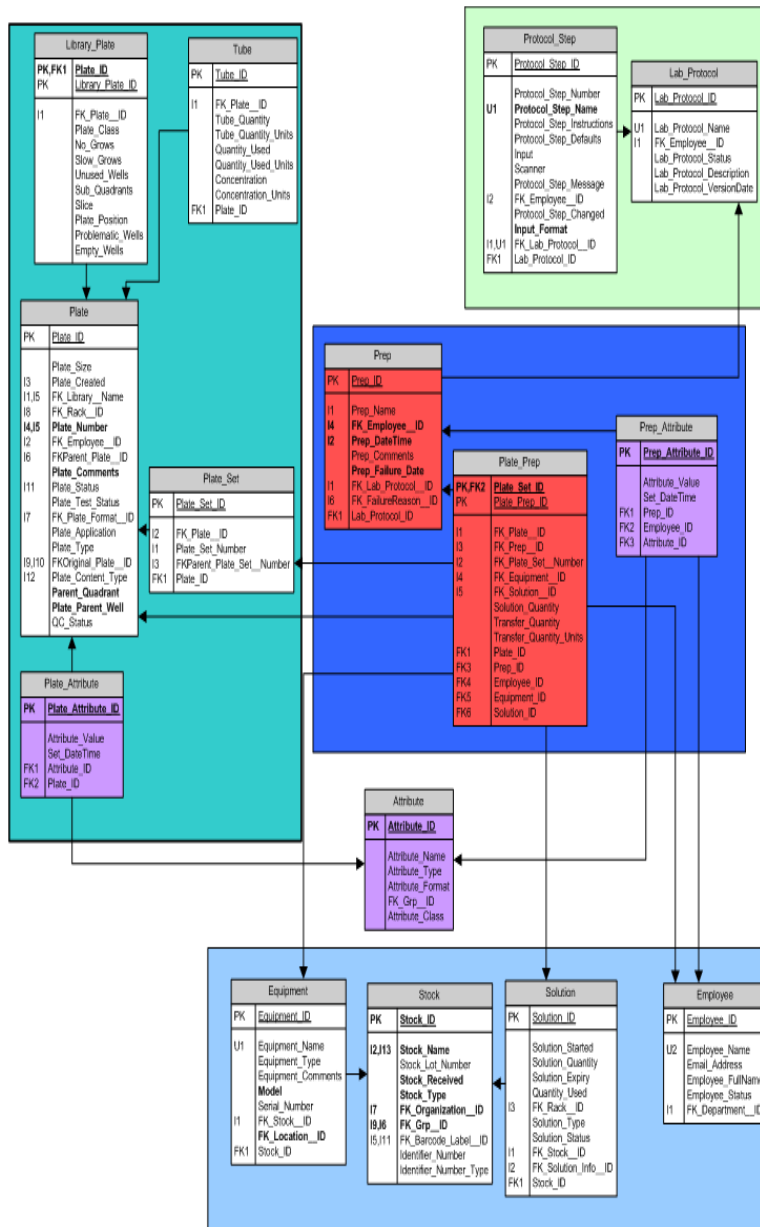 Library_Plate
PK,FK1 Plate_ID
PK Library_Plate_ID
I1 FK_Plate__ID
Plate_Class
No_Grows
Slow_Grows
Unused_Wells
Sub_Quadrants
Slice
Plate_Position
Problematic_Wells
Empty_Wells
Tube
PK Tube_ID
I1 FK_Plate__ID
Tube_Quantity
Tube_Quantity_Units
Quantity_Used
Quantity_Used_Units
Concentration
Concentration_Units
FK1 Plate_ID
Protocol_Step
PK Protocol_Step_ID
Protocol_Step_Number
U1 Protocol_Step_Name
Protocol_Step_Instructions
Protocol_Step_Defaults
Input
Scanner
Protocol_Step_Message
I2 FK_Employee__ID
Protocol_Step_Changed
Input_Format
I1,U1 FK_Lab_Protocol__ID
FK1 Lab_Protocol_ID
Lab_Protocol
PK Lab_Protocol_ID
U1 Lab_Protocol_Name
I1 FK_Employee__ID
Lab_Protocol_Status
Lab_Protocol_Description
Lab_Protocol_VersionDate
Plate
PK Plate_ID
Plate_Size
I3 Plate_Created
I1,I5 FK_Library__Name
I8 FK_Rack__ID
I4,I5 Plate_Number
I2 FK_Employee__ID
I6 FKParent_Plate__ID
Plate_Comments
I11 Plate_Status
Plate_Test_Status
I7 FK_Plate_Format__ID
Plate_Application
Plate_Type
I9,I10 FKOriginal_Plate__ID
I12 Plate_Content_Type
Parent_Quadrant
Plate_Parent_Well
QC_Status
Plate_Set
PK Plate_Set_ID
I2 FK_Plate__ID
I1 Plate_Set_Number
I3 FKParent_Plate_Set__Number
FK1 Plate_ID
Prep
PK Prep_ID
I1 Prep_Name
I4 FK_Employee__ID
I2 Prep_DateTime
Prep_Comments
Prep_Failure_Date
I1 FK_Lab_Protocol__ID
I6 FK_FailureReason__ID
FK1 Lab_Protocol_ID
Plate_Prep
PK,FK2 Plate_Set_ID
PK Plate_Prep_ID
I1 FK_Plate__ID
I3 FK_Prep__ID
I2 FK_Plate_Set__Number
I4 FK_Equipment__ID
I5 FK_Solution__ID
Solution_Quantity
Transfer_Quantity
Transfer_Quantity_Units
FK1 Plate_ID
FK3 Prep_ID
FK4 Employee_ID
FK5 Equipment_ID
FK6 Solution_ID
Prep_Attribute
PK Prep_Attribute_ID
Attribute_Value
Set_DateTime
FK1 Prep_ID
FK2 Employee_ID
FK3 Attribute_ID
Plate_Attribute
PK Plate_Attribute_ID
Attribute_Value
Set_DateTime
FK1 Attribute_ID
FK2 Plate_ID
Attribute
PK Attribute_ID
Attribute_Name
Attribute_Type
Attribute_Format
FK_Grp__ID
Attribute_Class
Equipment
PK Equipment_ID
U1 Equipment_Name
Equipment_Type
Equipment_Comments
Model
Serial_Number
I1 FK_Stock__ID
FK_Location__ID
FK1 Stock_ID
Stock
PK Stock_ID
I2,I13 Stock_Name
Stock_Lot_Number
Stock_Received
Stock_Type
I7 FK_Organization__ID
I9,I6 FK_Grp__ID
I5,I11 FK_Barcode_Label__ID
Identifier_Number
Identifier_Number_Type
Solution
PK Solution_ID
Solution_Started
Solution_Quantity
Solution_Expiry
Quantity_Used
I3 FK_Rack__ID
Solution_Type
Solution_Status
I1 FK_Stock__ID
I2 FK_Solution_Info__ID
FK1 Stock_ID
Employee
PK Employee_ID
U2 Employee_Name
Email_Address
Employee_FullName
Employee_Status
I1 FK_Department__ID